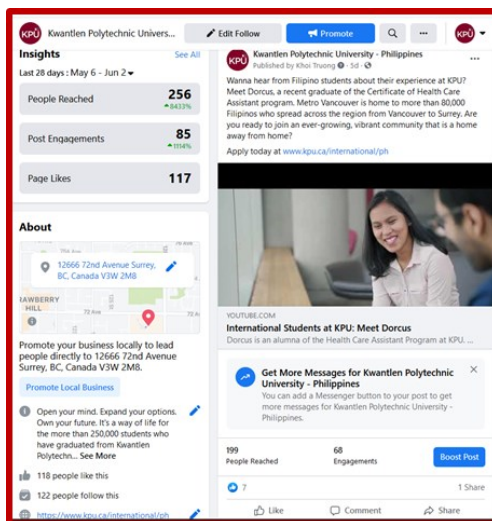 KPU
Kwantlen Polytechnic Univers...
Edit Follow
Promote
KPU
Insights
See All
Last 28 days : May 6 - Jun 2
People Reached
256
8433%
Post Engagements
85
1114%
Page Likes
117
About
12666 72nd Avenue Surrey,
BC, Canada V3W 2M8
72 Ave
RAWBERRY
HILL
72 A
Promote your business locally to lead
people directly to 12666 72nd Avenue
Surrey, BC, Canada V3W 2M8.
Promote Local Business
Open your mind. Expand your options.
Own your future. It's a way of life for
the more than 250,000 students who
have graduated from Kwantlen
Polytechn... See More
118 people like this
122 people follow this
https://www.kpu.ca/international/ph
KPU
Kwantlen Polytechnic University - Philippines
Published by Khoi Truong · 5d ·
Wanna hear from Filipino students about their experience at KPU?
Meet Dorcus, a recent graduate of the Certificate of Health Care
Assistant program. Metro Vancouver is home to more than 80,000
Filipinos who spread across the region from Vancouver to Surrey. Are
you ready to join an ever-growing, vibrant community that is a home
away from home?
Apply today at www.kpu.ca/international/ph
YOUTUBE.COM
International Students at KPU: Meet Dorcus
Dorcus is an alumna of the Health Care Assistant Program at KPU. ...
Get More Messages for Kwantlen Polytechnic
University - Philippines
You can add a Messenger button to your post to get
more messages for Kwantlen Polytechnic University -
Philippines.
199
People Reached
68
Engagements
Boost Post
7
1 Share
Like
Comment
Share